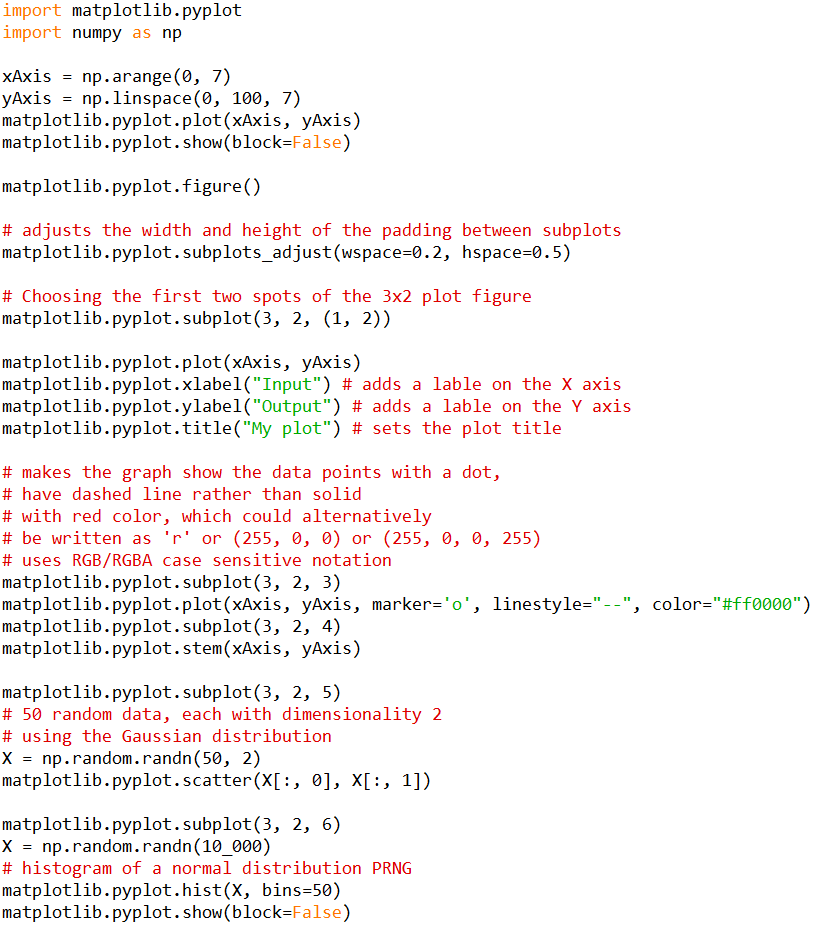 import matplotlib.pyplot
import numpy as np
xAxis = np.arange(0, 7)
yAxis = np.linspace(0, 100, 7)
matplotlib.pyplot.plot(xAxis, yAxis)
matplotlib.pyplot.show(block=False)
matplotlib.pyplot.figure()
# adjusts the width and height of the padding between subplots
matplotlib.pyplot.subplots_adjust(wspace=0.2, hspace=0.5)
# Choosing the first two spots of the 3x2 plot figure
matplotlib.pyplot.subplot(3, 2, (1, 2))
matplotlib.pyplot.plot(xAxis, yAxis)
matplotlib.pyplot.xlabel("Input") # adds a lable on the X axis
matplotlib.pyplot.ylabel("Output") # adds a lable on the Y axis
matplotlib.pyplot.title("My plot") # sets the plot title
# makes the graph show the data points with a dot,
# have dashed line rather than solid
# with red color, which could alternatively
# be written as 'r' or (255, 0, 0) or (255, 0, 0, 255)
# uses RGB/RGBA case sensitive notation
matplotlib.pyplot.subplot(3, 2, 3)
matplotlib.pyplot.plot(xAxis, yAxis, marker='o', linestyle="--", color="#ff0000")
matplotlib.pyplot.subplot(3, 2, 4)
matplotlib.pyplot.stem(xAxis, yAxis)
matplotlib.pyplot.subplot(3, 2, 5)
# 50 random data, each with dimensionality 2
# using the Gaussian distribution
X = np.random.randn(50, 2)
matplotlib.pyplot.scatter(X[:, 0], X[:, 1])
matplotlib.pyplot.subplot(3, 2, 6)
X = np.random.randn(10_000)
# histogram of a normal distribution PRNG
matplotlib.pyplot.hist(X, bins=50)
matplotlib.pyplot.show(block=False)